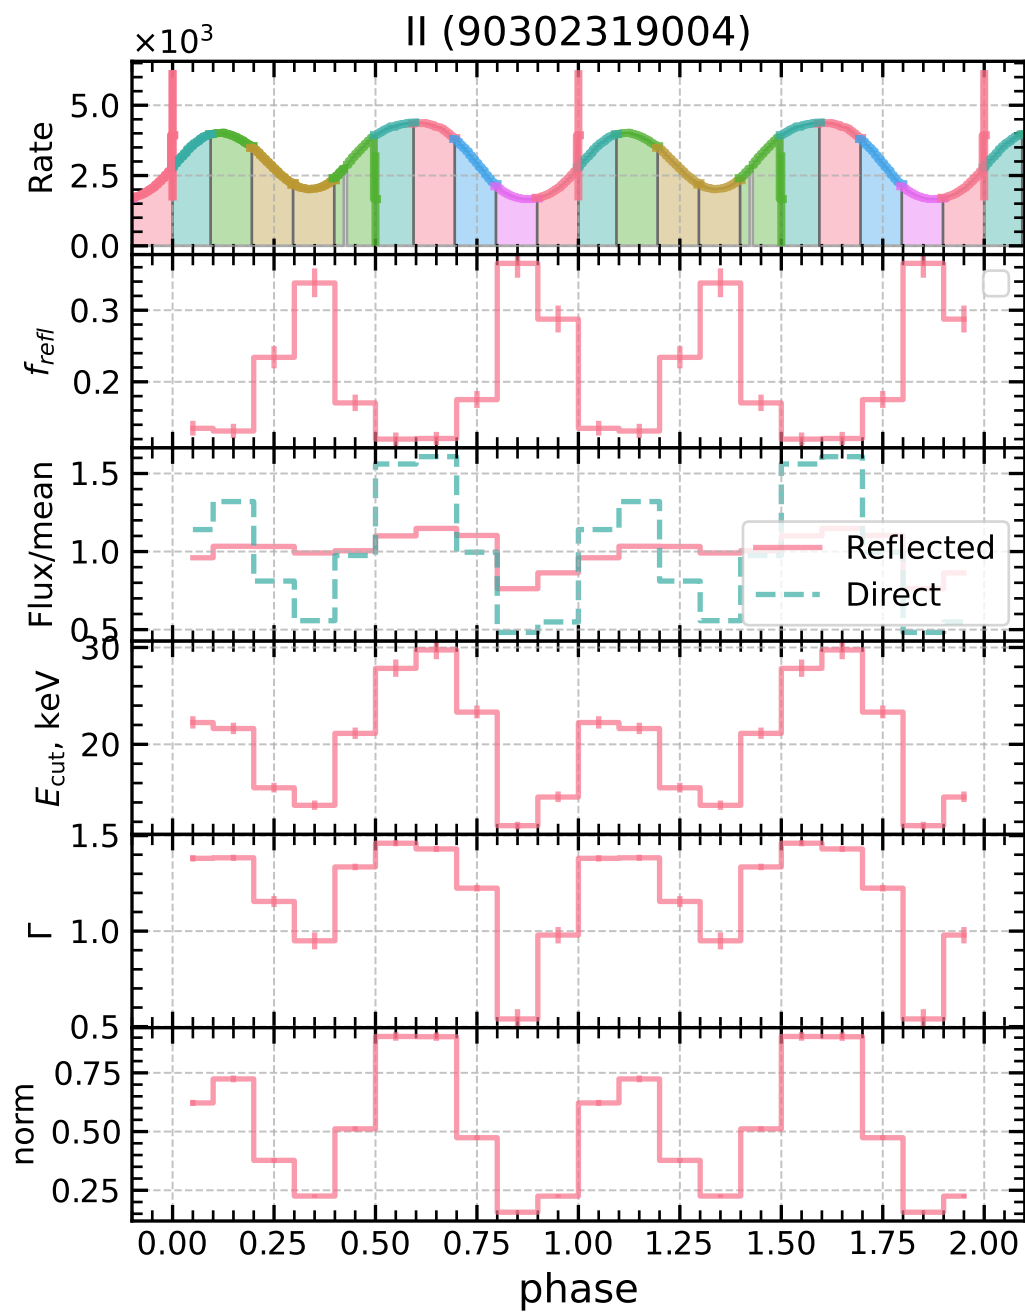 II (90302319004)
×10³
Rate
5.0
2.5
0.0
f_refl
0.3
0.2
Flux/mean
1.5
1.0
0.5
Reflected
Direct
E_cut, keV
30
20
Γ
1.5
1.0
0.5
norm
0.75
0.50
0.25
0.00 0.25 0.50 0.75 1.00 1.25 1.50 1.75 2.00
phase